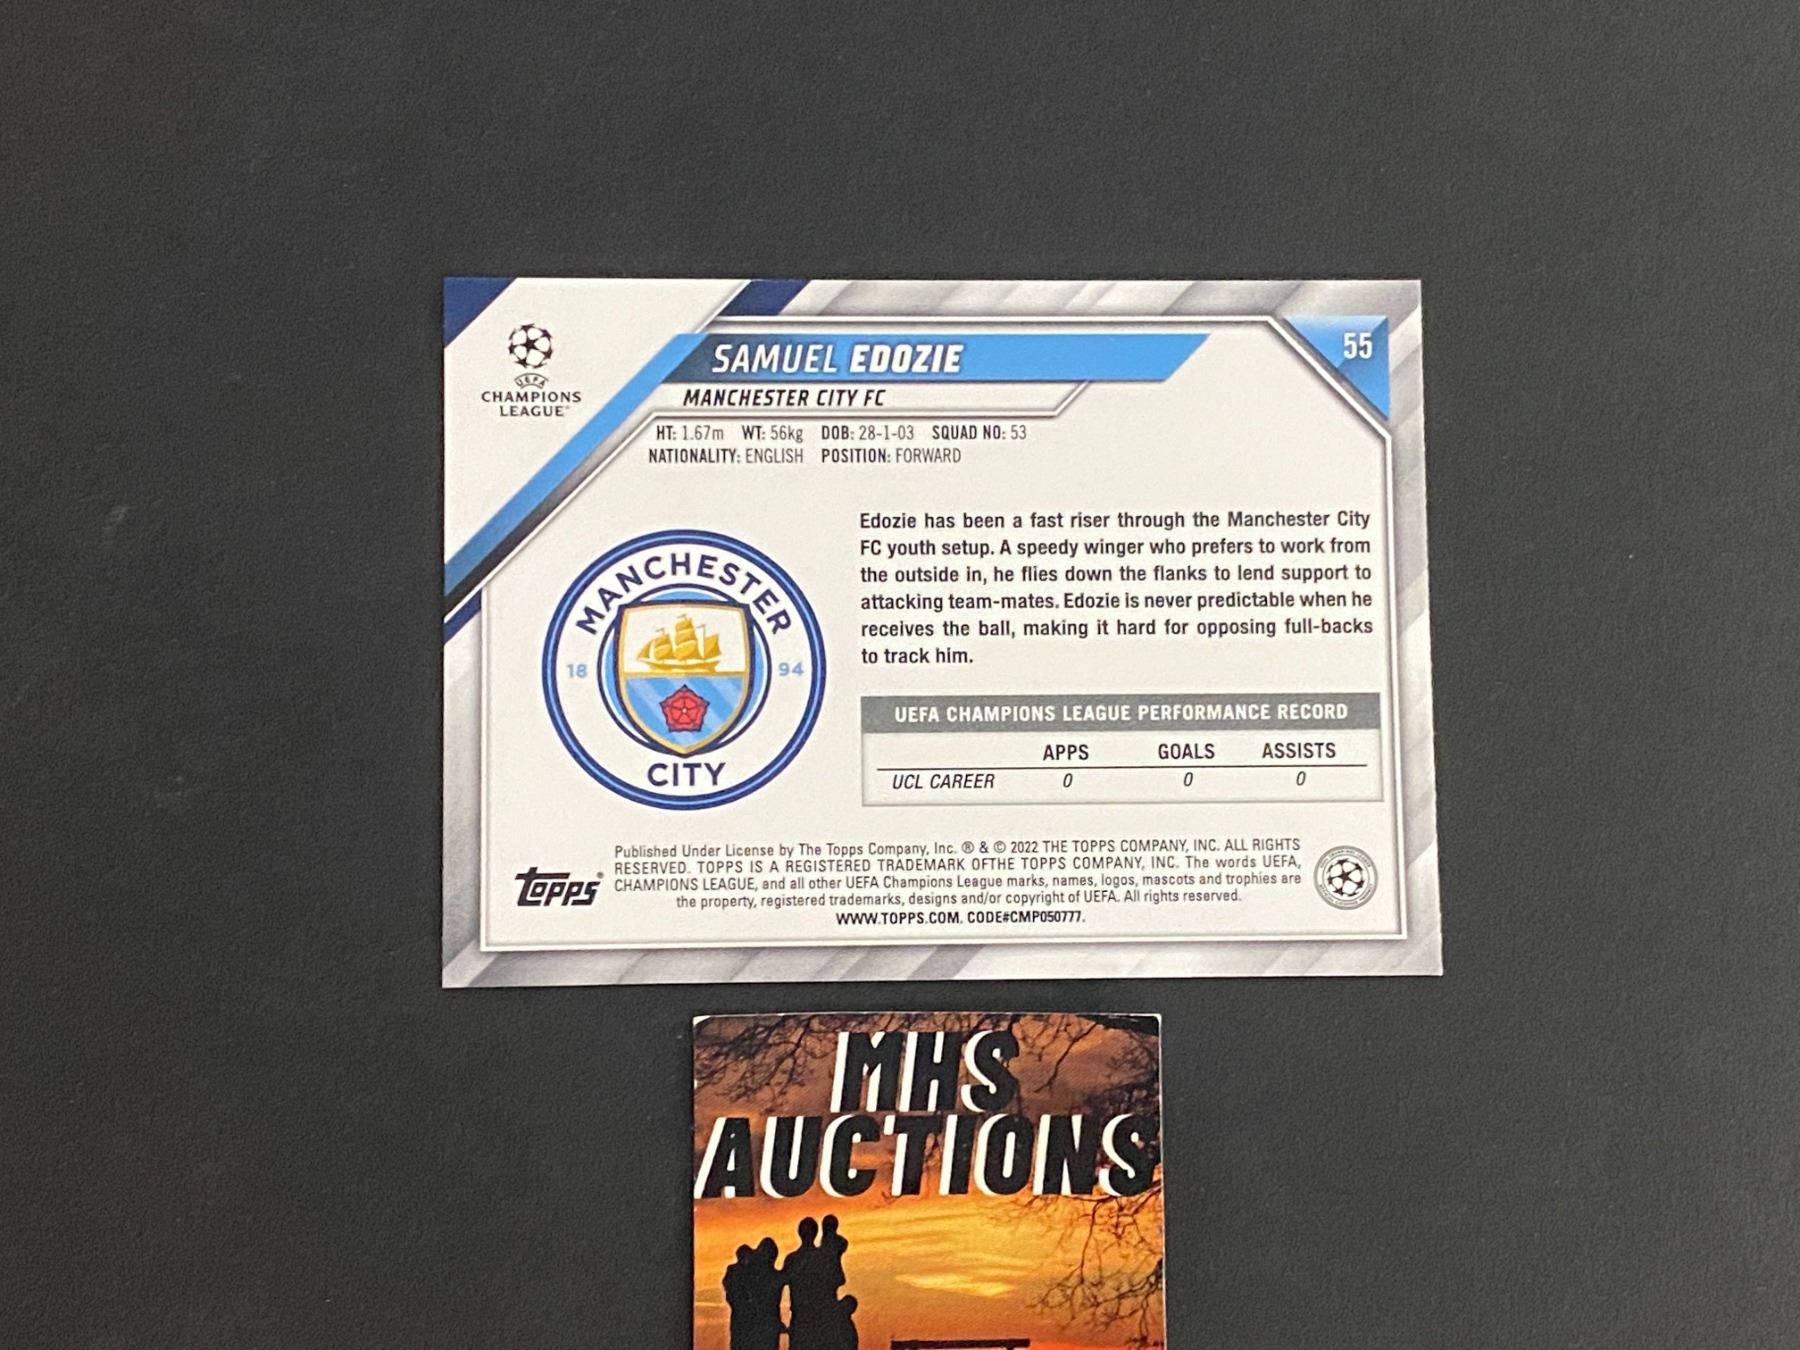 UEFA
CHAMPIONS
LEAGUE®
SAMUEL EDOZIE
55
MANCHESTER CITY FC
HT: 1.67m WT: 56kg DOB: 28-1-03 SQUAD NO: 53
NATIONALITY: ENGLISH POSITION: FORWARD
Edozie has been a fast riser through the Manchester City
FC youth setup. A speedy winger who prefers to work from
the outside in, he flies down the flanks to lend support to
attacking team-mates. Edozie is never predictable when he
receives the ball, making it hard for opposing full-backs
to track him.
MANCHESTER
18 94
CITY
UEFA CHAMPIONS LEAGUE PERFORMANCE RECORD
APPS GOALS ASSISTS
UCL CAREER 0 0 0
topps®
Published Under License by The Topps Company, Inc. ® & © 2022 THE TOPPS COMPANY, INC. ALL RIGHTS
RESERVED. TOPPS IS A REGISTERED TRADEMARK OFTHE TOPPS COMPANY, INC. The words UEFA,
CHAMPIONS LEAGUE, and all other UEFA Champions League marks, names, logos, mascots and trophies are
the property, registered trademarks, designs and/or copyright of UEFA. All rights reserved.
WWW.TOPPS.COM. CODE#CMP050777.
MHS
AUCTIONS